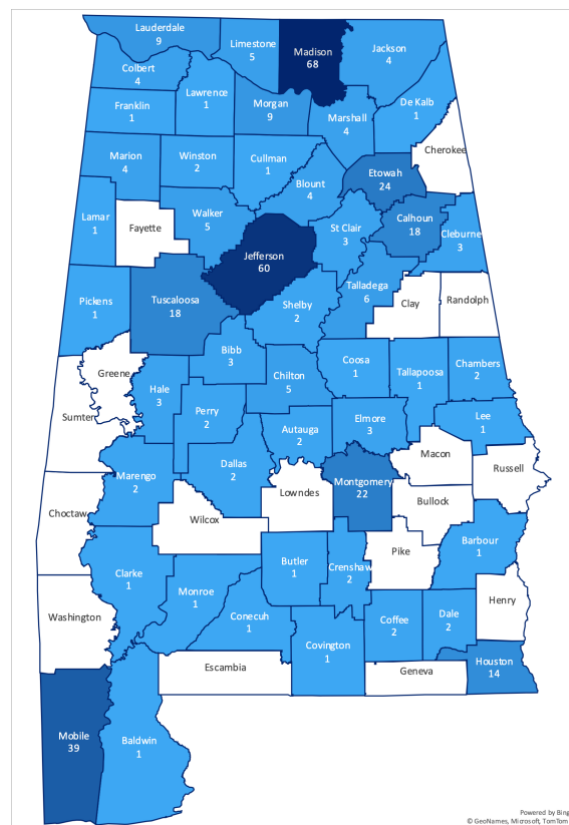 Lauderdale
9
Limestone
5
Madison
68
Jackson
4
Colbert
4
Lawrence
1
Franklin
1
Morgan
9
Marshall
4
De Kalb
1
Cherokee
Marion
4
Winston
2
Cullman
1
Blount
4
Etowah
24
Lamar
1
Fayette
Walker
5
Jefferson
60
St Clair
3
Calhoun
18
Cleburne
3
Pickens
1
Tuscaloosa
18
Shelby
2
Talladega
6
Clay
Randolph
Greene
Sumter
Hale
3
Bibb
3
Perry
2
Chilton
5
Coosa
1
Tallapoosa
1
Chambers
2
Autauga
2
Elmore
3
Lee
1
Macon
Russell
Marengo
2
Dallas
2
Lowndes
Montgomery
22
Bullock
Choctaw
Wilcox
Pike
Barbour
1
Clarke
1
Monroe
1
Butler
1
Crenshaw
2
Henry
Washington
Conecuh
1
Covington
1
Coffee
2
Dale
2
Escambia
Geneva
Houston
14
Mobile
39
Baldwin
1
Powered by Bing
© GeoNames, Microsoft, TomTom